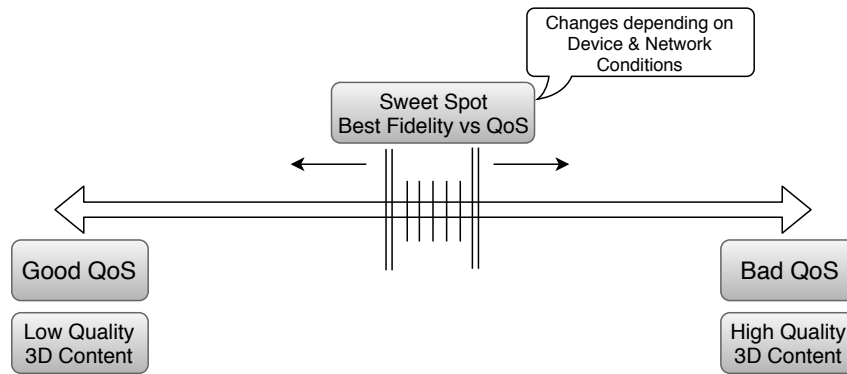 Changes depending on
Device & Network
Conditions
Sweet Spot
Best Fidelity vs QoS
Good QoS
Bad QoS
Low Quality
3D Content
High Quality
3D Content